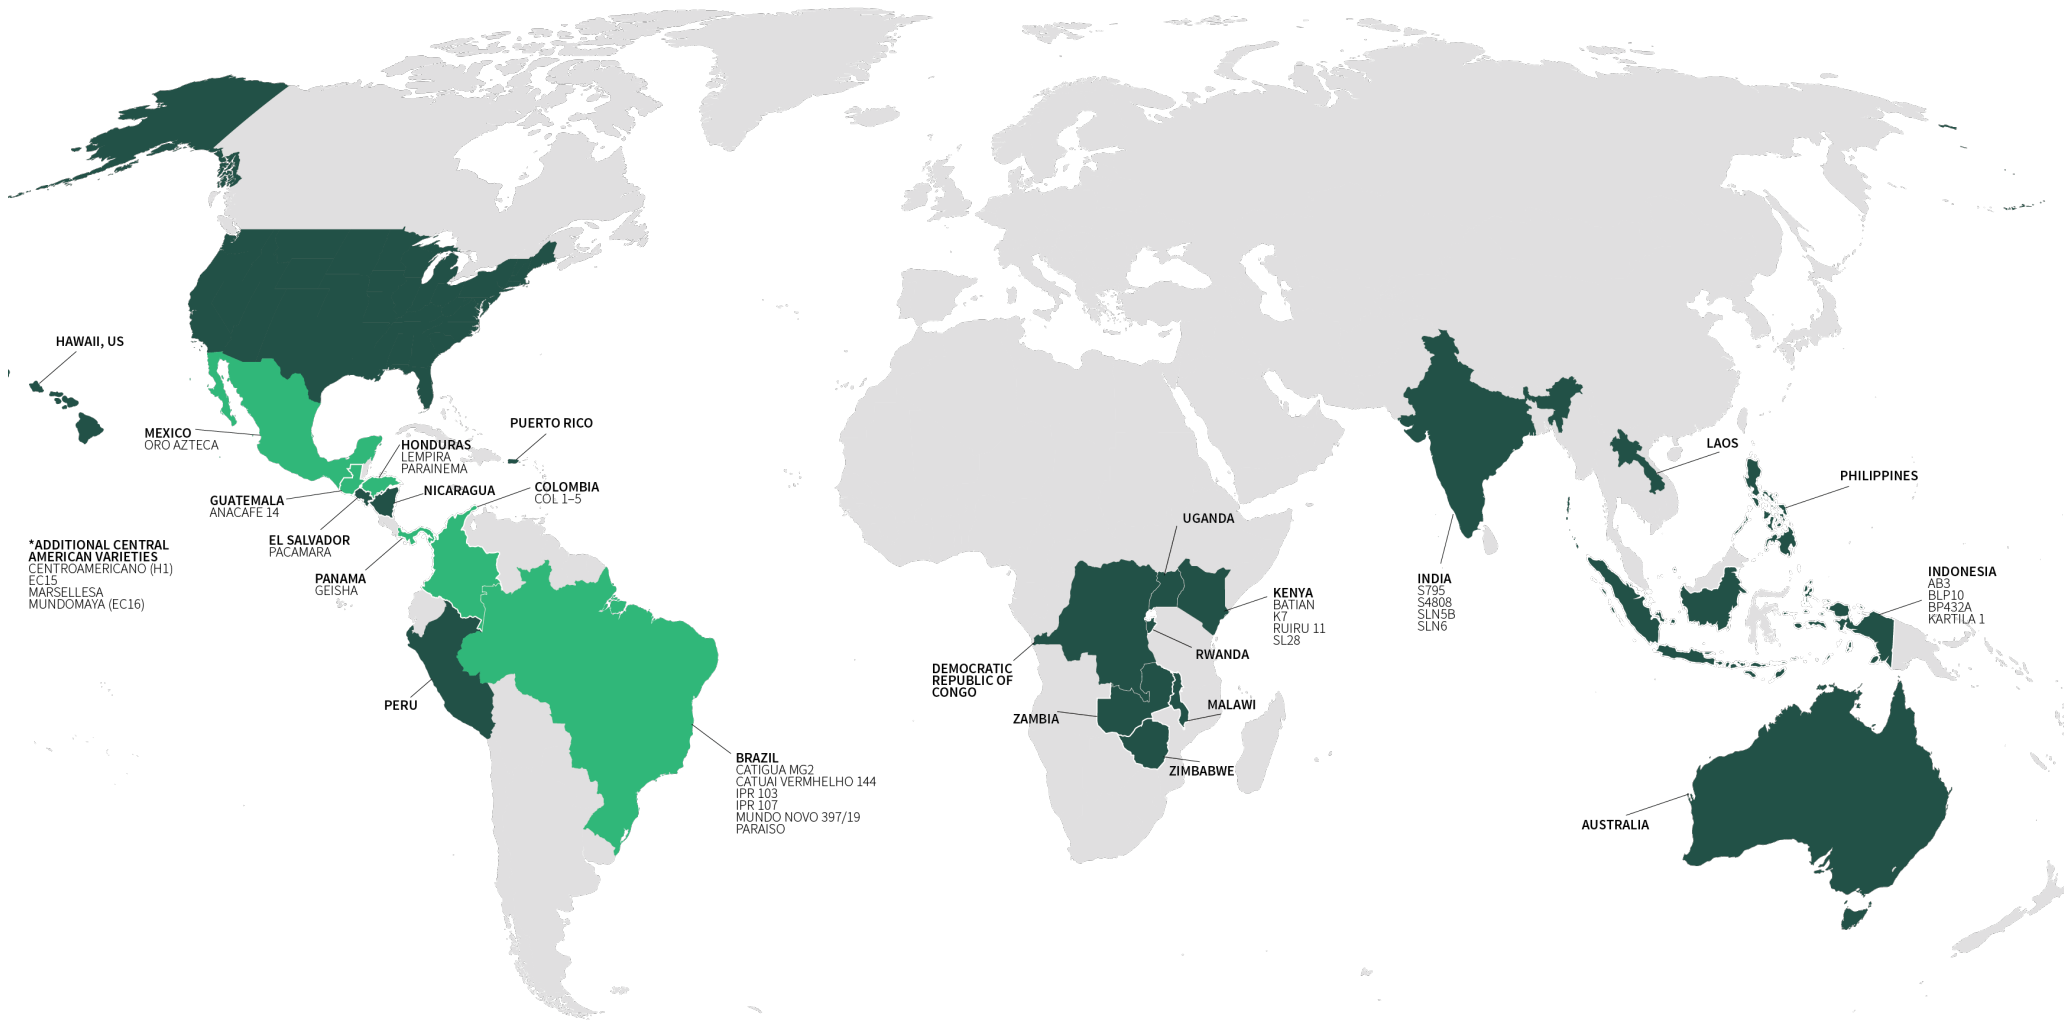 HAWAII, US
MEXICO
ORO AZTECA
HONDURAS
LEMPIRA
PARAINEMA
PUERTO RICO
GUATEMALA
ANACAFE 14
NICARAGUA
COLOMBIA
COL 1–5
EL SALVADOR
PACAMARA
PANAMA
GEISHA
*ADDITIONAL CENTRAL
AMERICAN VARIETIES
CENTROAMERICANO (H1)
EC15
MARSELLESA
MUNDOMAYA (EC16)
PERU
BRAZIL
CATIGUA MG2
CATUAI VERMHELHO 144
IPR 103
IPR 107
MUNDO NOVO 397/19
PARAISO
UGANDA
KENYA
BATIAN
K7
RUIRU 11
SL28
RWANDA
DEMOCRATIC
REPUBLIC OF
CONGO
ZAMBIA
MALAWI
ZIMBABWE
INDIA
S795
S4808
SLN5B
SLN6
LAOS
PHILIPPINES
INDONESIA
AB3
BLP10
BP432A
KARTILA 1
AUSTRALIA